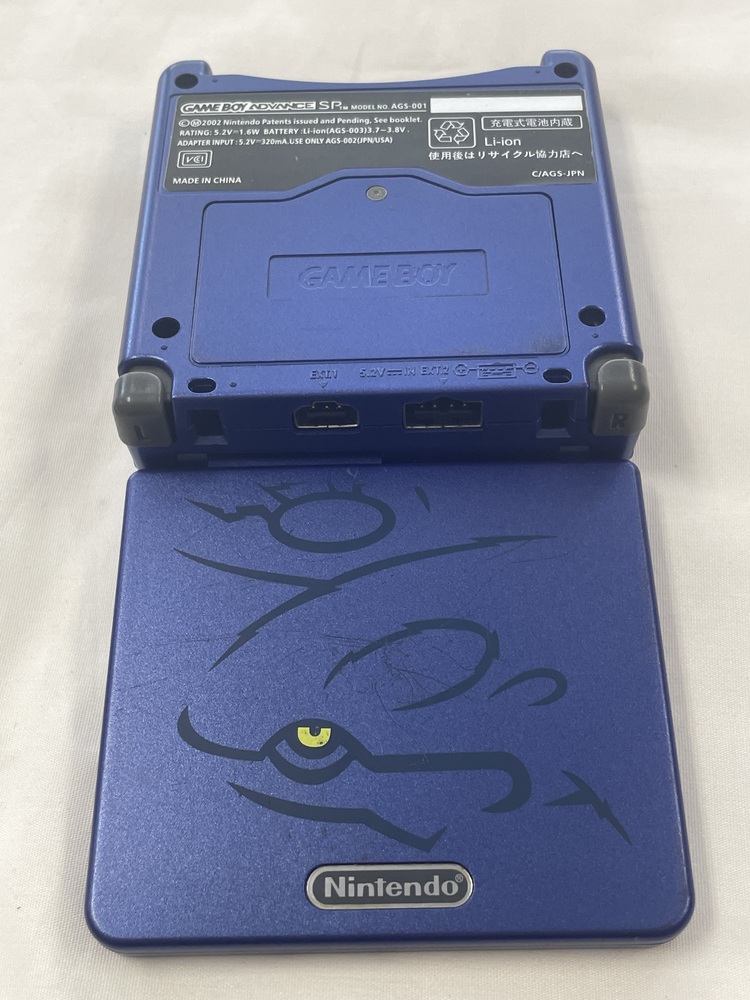 GAME BOY ADVANCE SP™ MODEL NO. AGS-001
©Ⓜ2002 Nintendo Patents issued and Pending, See booklet.
RATING: 5.2V⎓1.6W BATTERY:Li-ion(AGS-003)3.7-3.8V⎓
ADAPTER INPUT : 5.2V⎓320mA.USE ONLY AGS-002(JPN/USA)
VCI
MADE IN CHINA
充電式電池内蔵
Li-ion
使用後はリサイクル協力店へ
C/AGS-JPN
GAME BOY
EXT.1 5.2V⎓IN EXT.2
L
R
Nintendo®